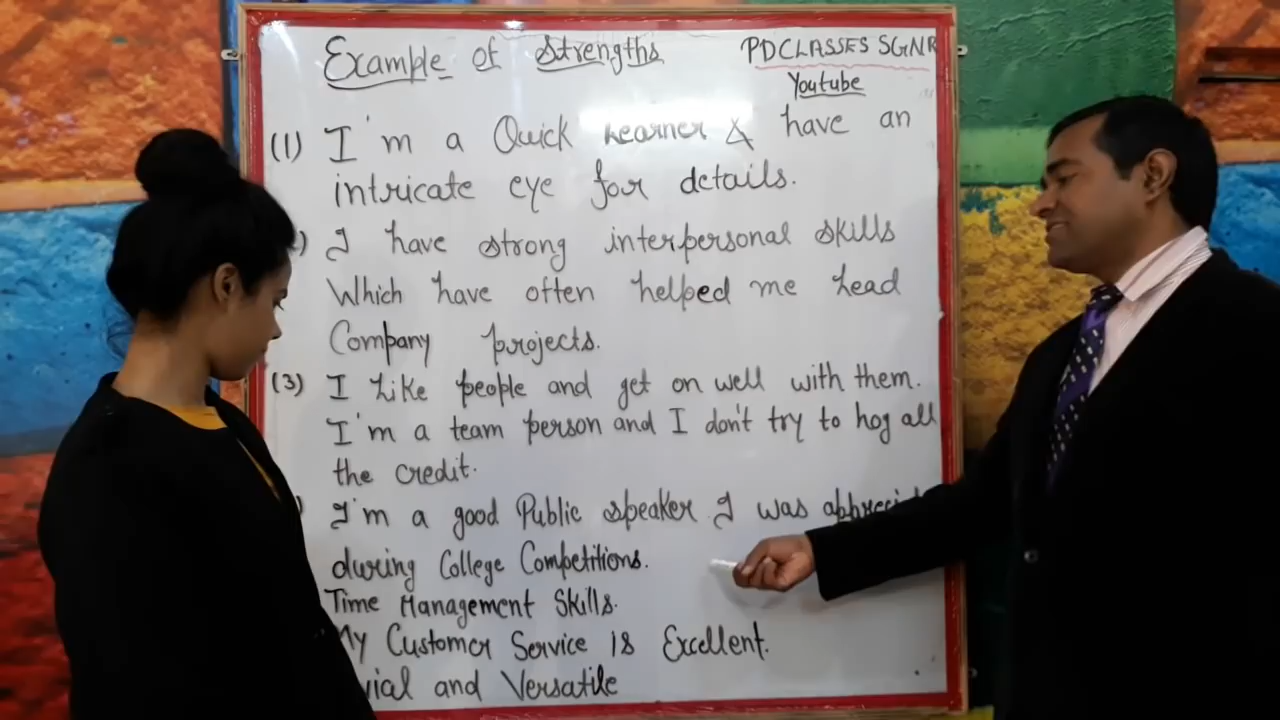 Example of Strengths
PDCLASSES SGNR
Youtube
(1) I'm a Quick Learner & have an
intricate eye for details.
) I have strong interpersonal skills
Which have often helped me Lead
Company projects.
(3) I Like people and get on well with them.
I'm a team person and I don't try to hog all
the credit.
I'm a good Public speaker I was
during College Competitions.
Time Management Skills.
My Customer Service is Excellent.
and Versatile